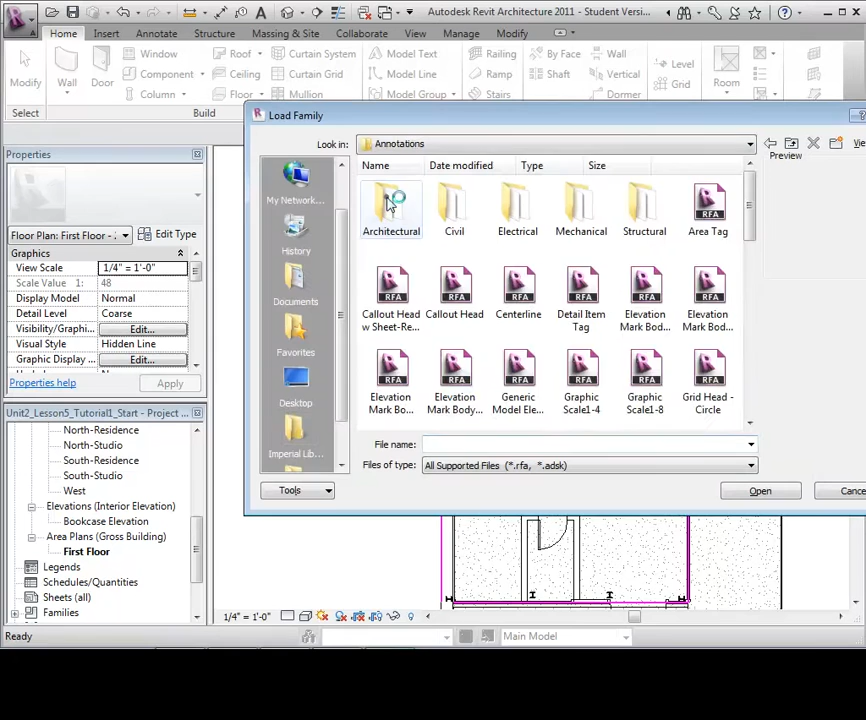 Autodesk Revit Architecture 2011 - Student Versi...
Home Insert Annotate Structure Massing & Site Collaborate View Manage Modify
Modify Wall Door Window Component Column Roof Ceiling Floor Curtain System Curtain Grid Mullion Model Text Model Line Model Group Railing Ramp Stairs By Face Shaft Wall Vertical Dormer Level Grid Room
Select Build
Load Family
Properties
Floor Plan: First Floor - : Edit Type
Graphics
View Scale 1/4" = 1'-0"
Scale Value 1: 48
Display Model Normal
Detail Level Coarse
Visibility/Graphi... Edit...
Visual Style Hidden Line
Graphic Display ... Edit...
Properties help Apply
Unit2_Lesson5_Tutorial1_Start - Project ...
North-Residence
North-Studio
South-Residence
South-Studio
West
Elevations (Interior Elevation)
Bookcase Elevation
Area Plans (Gross Building)
First Floor
Legends
Schedules/Quantities
Sheets (all)
Families
Look in: Annotations
Vie
Preview
My Network...
History
Documents
Favorites
Desktop
Imperial Lib...
Name Date modified Type Size
Architectural Civil Electrical Mechanical Structural Area Tag
Callout Head w Sheet-Re... Callout Head Centerline Detail Item Tag Elevation Mark Bod... Elevation Mark Bod...
Elevation Mark Bo... Elevation Mark Body... Generic Model Ele... Graphic Scale1-4 Graphic Scale1-8 Grid Head - Circle
File name:
Files of type: All Supported Files (*.rfa, *.adsk)
Tools Open Cance
1/4" = 1'-0"
Ready Main Model